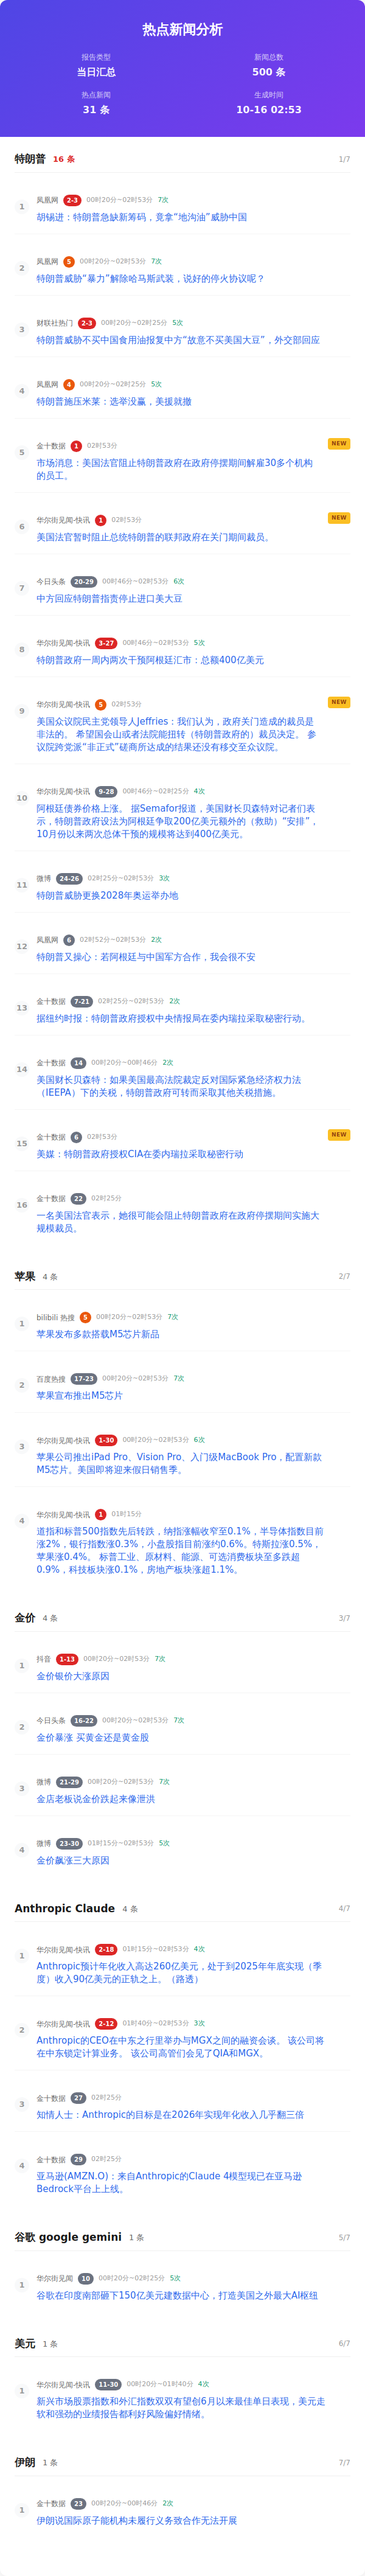 热点新闻分析
报告类型
当日汇总
新闻总数
500 条
热点新闻
31 条
生成时间
10-16 02:53
特朗普 16 条 1/7
1
凤凰网 2-3 00时20分~02时53分 7次
胡锡进：特朗普急缺新筹码，竟拿“地沟油”威胁中国
2
凤凰网 5 00时20分~02时53分 7次
特朗普威胁“暴力”解除哈马斯武装，说好的停火协议呢？
3
财联社热门 2-3 00时20分~02时25分 5次
特朗普威胁不买中国食用油报复中方“故意不买美国大豆”，外交部回应
4
凤凰网 4 00时20分~02时25分 5次
特朗普施压米莱：选举没赢，美援就撤
5
金十数据 1 02时53分
NEW
市场消息：美国法官阻止特朗普政府在政府停摆期间解雇30多个机构
的员工。
6
华尔街见闻-快讯 1 02时53分
NEW
美国法官暂时阻止总统特朗普的联邦政府在关门期间裁员。
7
今日头条 20-29 00时46分~02时53分 6次
中方回应特朗普指责停止进口美大豆
8
华尔街见闻-快讯 3-27 00时46分~02时53分 5次
特朗普政府一周内两次干预阿根廷汇市：总额400亿美元
9
华尔街见闻-快讯 5 02时53分
NEW
美国众议院民主党领导人Jeffries：我们认为，政府关门造成的裁员是
非法的。 希望国会山或者法院能扭转（特朗普政府的）裁员决定。 参
议院跨党派“非正式”磋商所达成的结果还没有移交至众议院。
10
华尔街见闻-快讯 9-28 00时46分~02时25分 4次
阿根廷债券价格上涨。 据Semafor报道，美国财长贝森特对记者们表
示，特朗普政府设法为阿根廷争取200亿美元额外的（救助）“安排”，
10月份以来两次总体干预的规模将达到400亿美元。
11
微博 24-26 02时25分~02时53分 3次
特朗普威胁更换2028年奥运举办地
12
凤凰网 6 02时52分~02时53分 2次
特朗普又操心：若阿根廷与中国军方合作，我会很不安
13
金十数据 7-21 02时25分~02时53分 2次
据纽约时报：特朗普政府授权中央情报局在委内瑞拉采取秘密行动。
14
金十数据 14 00时20分~00时46分 2次
美国财长贝森特：如果美国最高法院裁定反对国际紧急经济权力法
（IEEPA）下的关税，特朗普政府可转而采取其他关税措施。
15
金十数据 6 02时53分
NEW
美媒：特朗普政府授权CIA在委内瑞拉采取秘密行动
16
金十数据 22 02时25分
一名美国法官表示，她很可能会阻止特朗普政府在政府停摆期间实施大
规模裁员。
苹果 4 条 2/7
1
bilibili 热搜 5 00时20分~02时53分 7次
苹果发布多款搭载M5芯片新品
2
百度热搜 17-23 00时20分~02时53分 7次
苹果宣布推出M5芯片
3
华尔街见闻-快讯 1-30 00时20分~02时53分 6次
苹果公司推出iPad Pro、Vision Pro、入门级MacBook Pro，配置新款
M5芯片。美国即将迎来假日销售季。
4
华尔街见闻-快讯 1 01时15分
道指和标普500指数先后转跌，纳指涨幅收窄至0.1%，半导体指数目前
涨2%，银行指数涨0.3%，小盘股指目前涨约0.6%。特斯拉涨0.5%，
苹果涨0.4%。 标普工业、原材料、能源、可选消费板块至多跌超
0.9%，科技板块涨0.1%，房地产板块涨超1.1%。
金价 4 条 3/7
1
抖音 1-13 00时20分~02时53分 7次
金价银价大涨原因
2
今日头条 16-22 00时20分~02时53分 7次
金价暴涨 买黄金还是黄金股
3
微博 21-29 00时20分~02时53分 7次
金店老板说金价跌起来像泄洪
4
微博 23-30 01时15分~02时53分 5次
金价飙涨三大原因
Anthropic Claude 4 条 4/7
1
华尔街见闻-快讯 2-18 01时15分~02时53分 4次
Anthropic预计年化收入高达260亿美元，处于到2025年年底实现（季
度）收入90亿美元的正轨之上。（路透）
2
华尔街见闻-快讯 2-12 01时40分~02时53分 3次
Anthropic的CEO在中东之行里举办与MGX之间的融资会谈。 该公司将
在中东锁定计算业务。 该公司高管们会见了QIA和MGX。
3
金十数据 27 02时25分
知情人士：Anthropic的目标是在2026年实现年化收入几乎翻三倍
4
金十数据 29 02时25分
亚马逊(AMZN.O)：来自Anthropic的Claude 4模型现已在亚马逊
Bedrock平台上上线。
谷歌 google gemini 1 条 5/7
1
华尔街见闻 10 00时20分~02时25分 5次
谷歌在印度南部砸下150亿美元建数据中心，打造美国之外最大AI枢纽
美元 1 条 6/7
1
华尔街见闻-快讯 11-30 00时20分~01时40分 4次
新兴市场股票指数和外汇指数双双有望创6月以来最佳单日表现，美元走
软和强劲的业绩报告都利好风险偏好情绪。
伊朗 1 条 7/7
1
金十数据 23 00时20分~00时46分 2次
伊朗说国际原子能机构未履行义务致合作无法开展